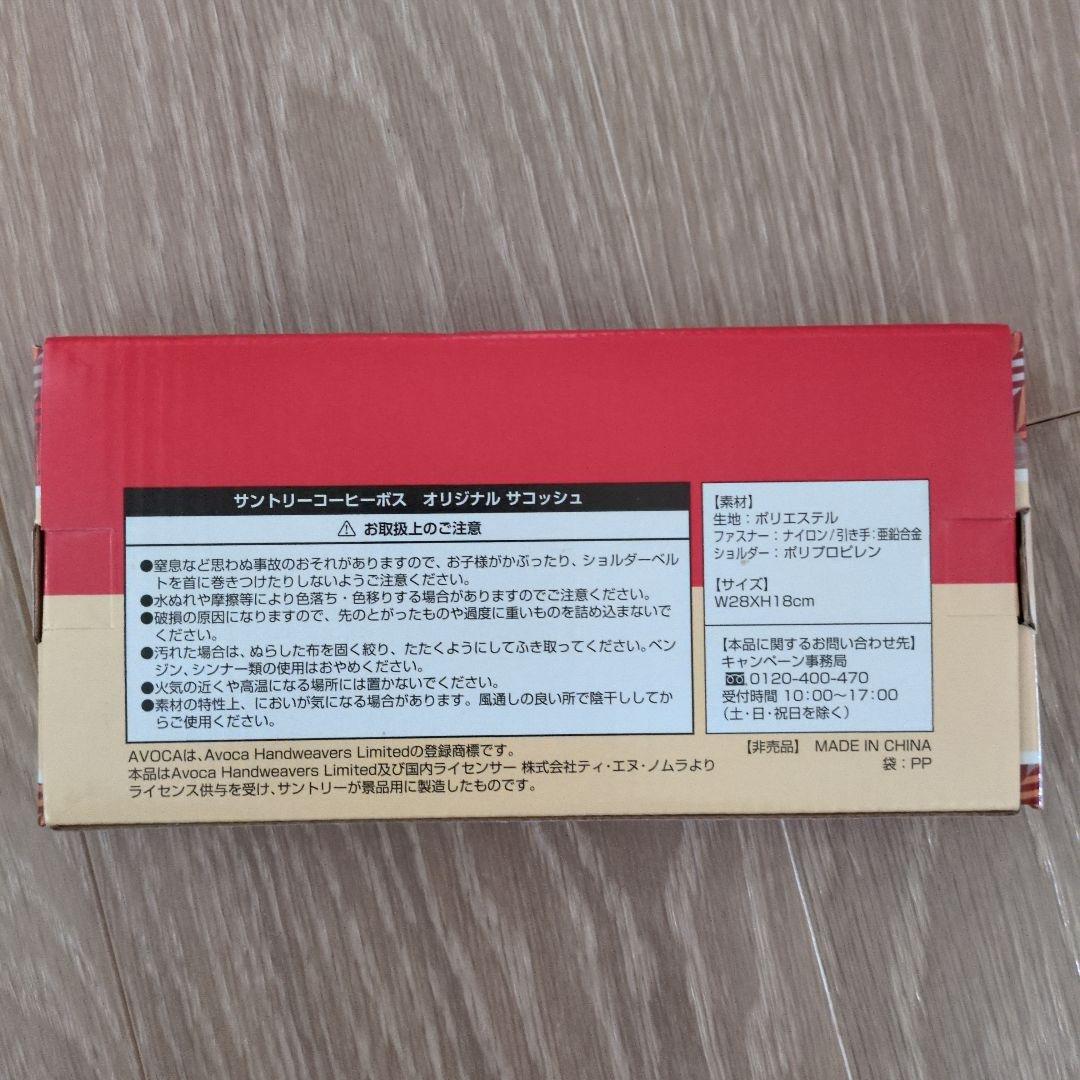 サントリーコーヒーボス オリジナル サコッシュ
⚠ お取扱上のご注意
●窒息など思わぬ事故のおそれがありますので、お子様がかぶったり、ショルダーベル
トを首に巻きつけたりしないようご注意ください。
●水ぬれや摩擦等により色落ち・色移りする場合がありますのでご注意ください。
●破損の原因になりますので、先のとがったものや過度に重いものを詰め込まないで
ください。
●汚れた場合は、ぬらした布を固く絞り、たたくようにしてふき取ってください。ベン
ジン、シンナー類の使用はおやめください。
●火気の近くや高温になる場所には置かないでください。
●素材の特性上、においが気になる場合があります。風通しの良い所で陰干ししてか
らご使用ください。
AVOCAは、Avoca Handweavers Limitedの登録商標です。
本品はAvoca Handweavers Limited及び国内ライセンサー 株式会社ティ・エヌ・ノムラより
ライセンス供与を受け、サントリーが景品用に製造したものです。
【素材】
生地：ポリエステル
ファスナー：ナイロン/引き手：亜鉛合金
ショルダー：ポリプロピレン
【サイズ】
W28XH18cm
【本品に関するお問い合わせ先】
キャンペーン事務局
0120-400-470
受付時間 10：00～17：00
（土・日・祝日を除く）
【非売品】 MADE IN CHINA
袋：PP